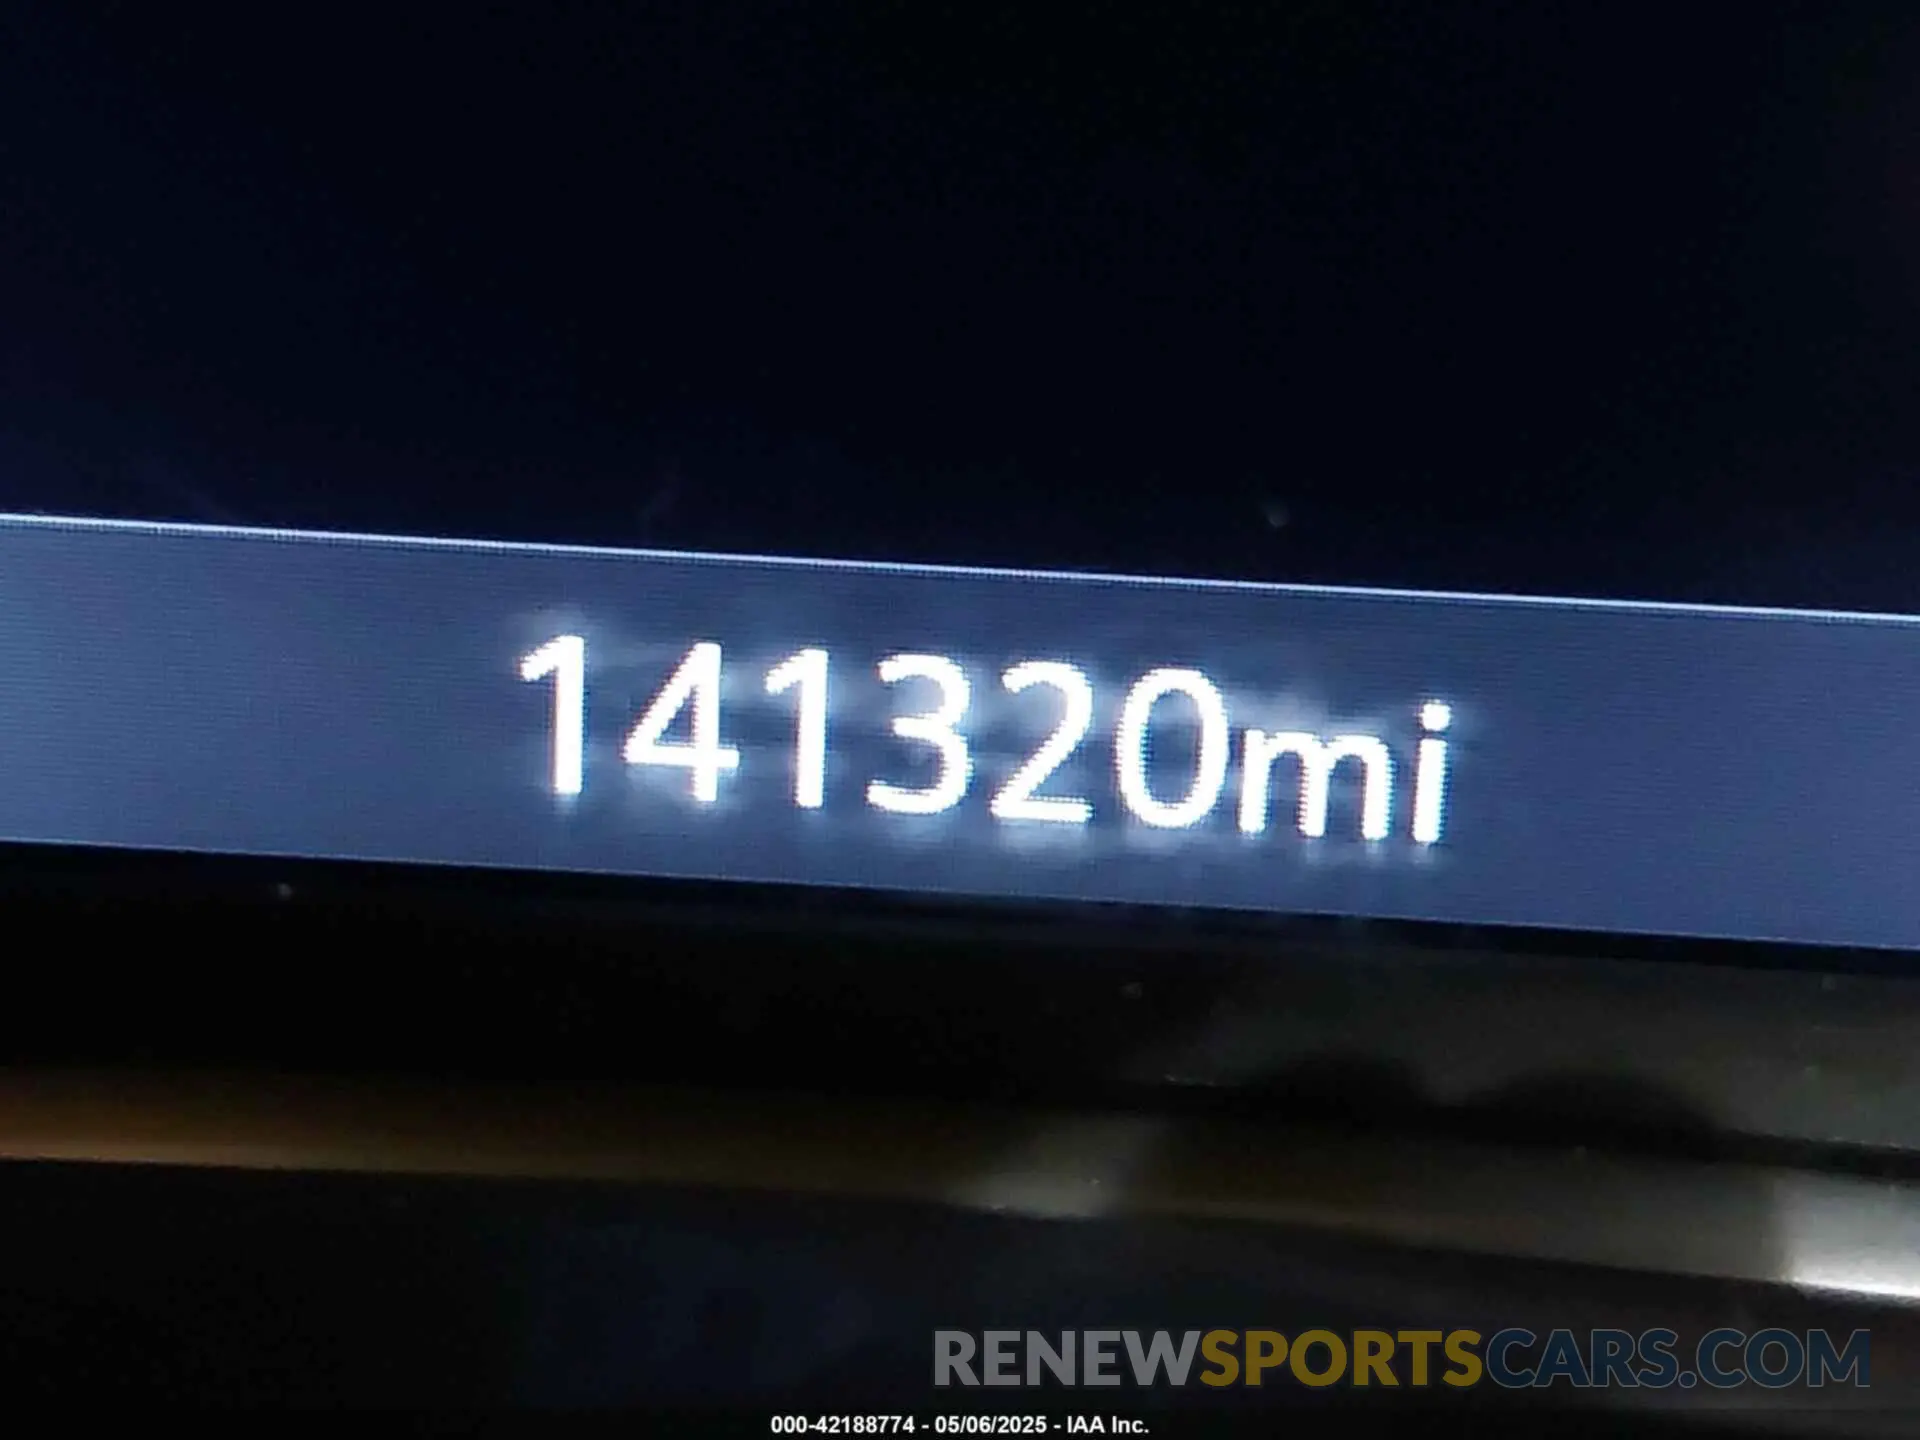 141320mi
RENEWSPORTSCARS.COM
000-42188774 - 05/06/2025 - IAA Inc.